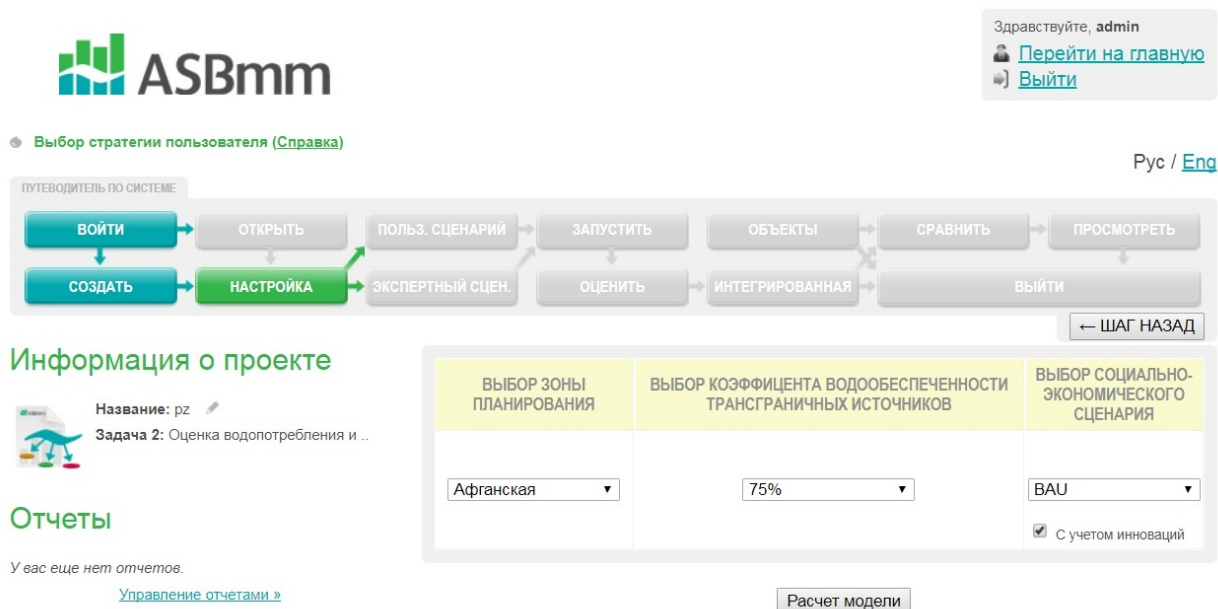 ASBmm
Здравствуйте, admin
Перейти на главную
Выйти
Выбор стратегии пользователя (Справка)
Рус / Eng
ПУТЕВОДИТЕЛЬ ПО СИСТЕМЕ
ВОЙТИ ОТКРЫТЬ ПОЛЬЗ. СЦЕНАРИЙ ЗАПУСТИТЬ ОБЪЕКТЫ СРАВНИТЬ ПРОСМОТРЕТЬ
СОЗДАТЬ НАСТРОЙКА ЭКСПЕРТНЫЙ СЦЕН. ОЦЕНИТЬ ИНТЕГРИРОВАННАЯ ВЫЙТИ
← ШАГ НАЗАД
Информация о проекте
Название: pz
Задача 2: Оценка водопотребления и ..
Отчеты
У вас еще нет отчетов.
Управление отчетами »
ВЫБОР ЗОНЫ
ПЛАНИРОВАНИЯ
ВЫБОР КОЭФФИЦЕНТА ВОДООБЕСПЕЧЕННОСТИ
ТРАНСГРАНИЧНЫХ ИСТОЧНИКОВ
ВЫБОР СОЦИАЛЬНО-
ЭКОНОМИЧЕСКОГО
СЦЕНАРИЯ
Афганская
75%
BAU
С учетом инноваций
Расчет модели